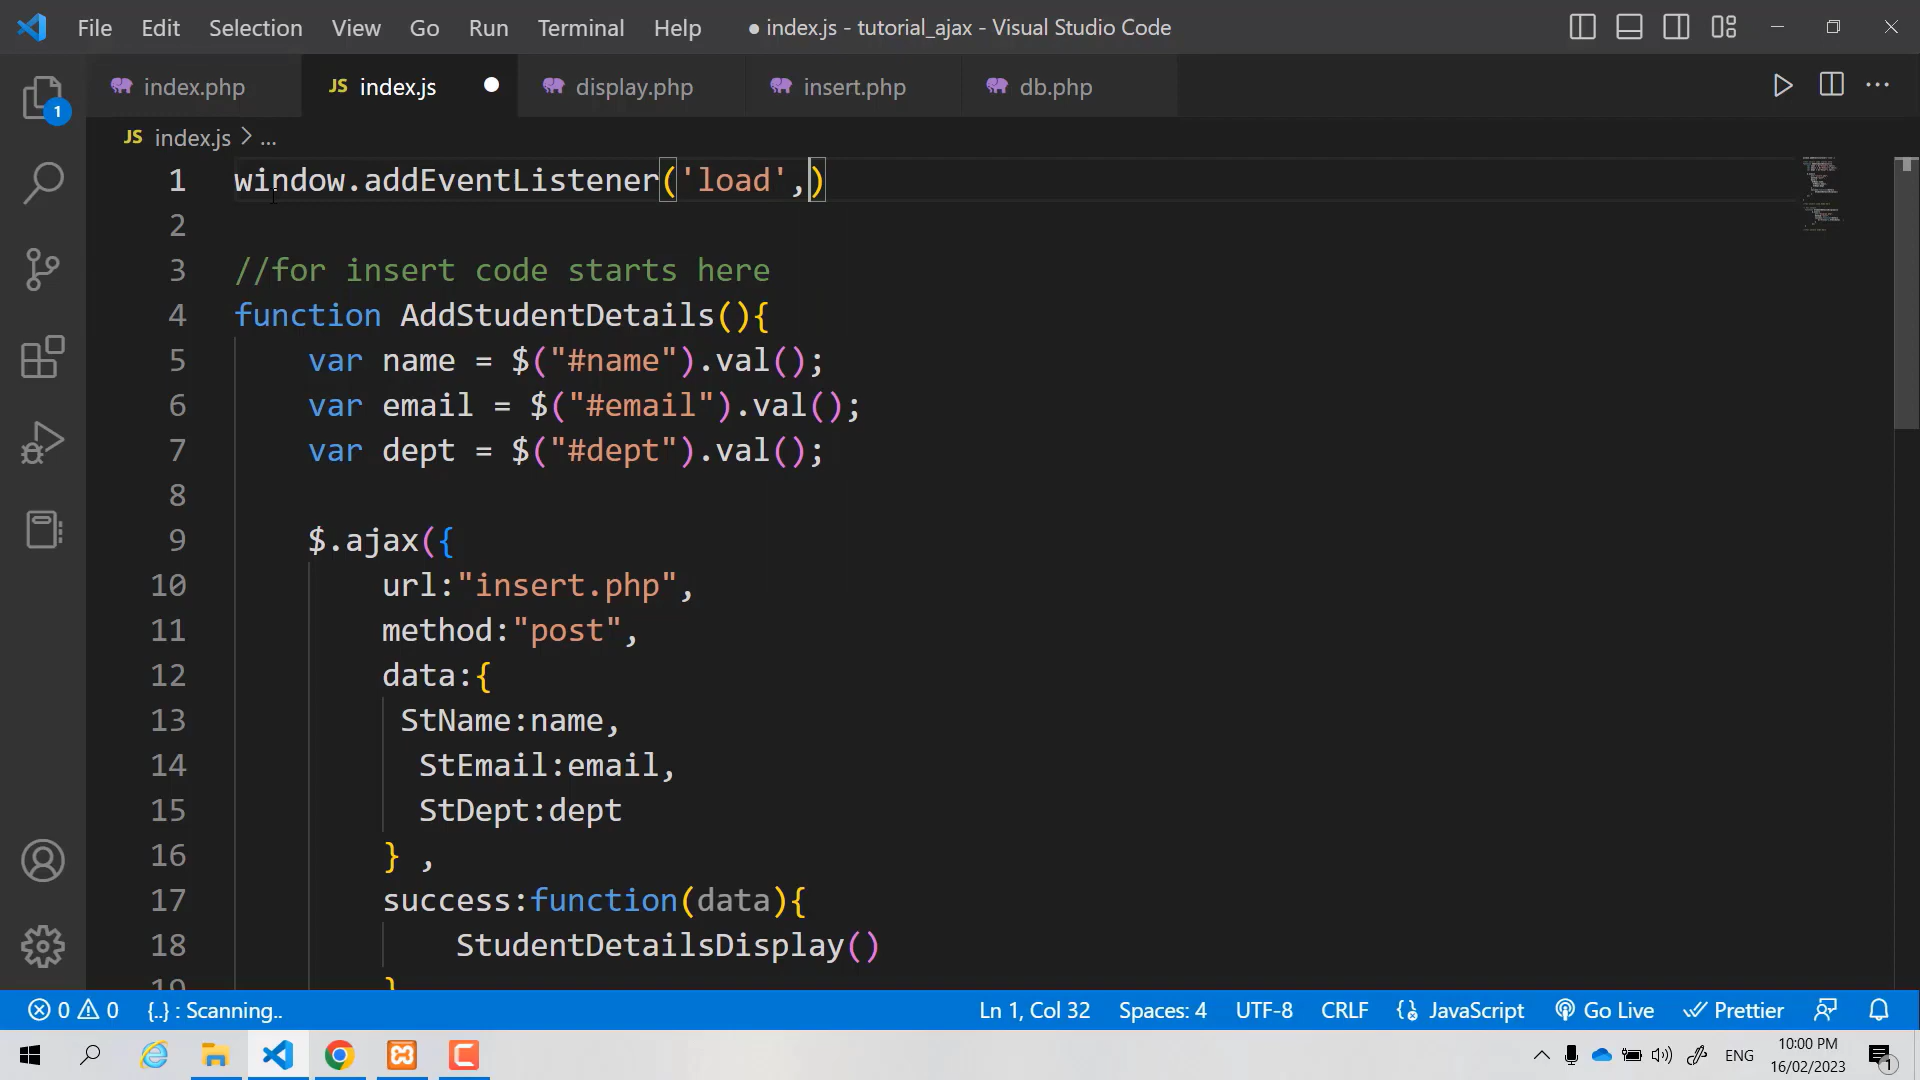 File Edit Selection View Go Run Terminal Help ● index.js - tutorial_ajax - Visual Studio Code
index.php JS index.js ● display.php insert.php db.php
1
JS index.js > ...
1 window.addEventListener('load',)
2
3 //for insert code starts here
4 function AddStudentDetails(){
5 var name = $("#name").val();
6 var email = $("#email").val();
7 var dept = $("#dept").val();
8
9 $.ajax({
10 url:"insert.php",
11 method:"post",
12 data:{
13 StName:name,
14 StEmail:email,
15 StDept:dept
16 } ,
17 success:function(data){
18 StudentDetailsDisplay()
19 }
0 0 {..} : Scanning.. Ln 1, Col 32 Spaces: 4 UTF-8 CRLF JavaScript Go Live Prettier
ENG 10:00 PM 1
16/02/2023